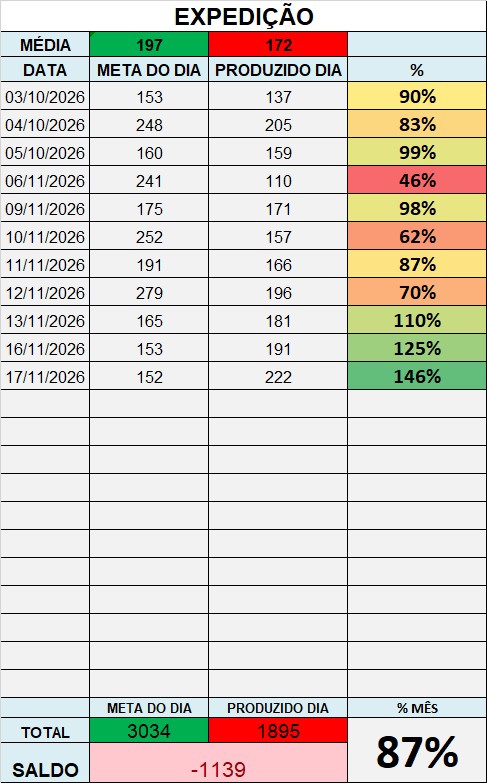 EXPEDIÇÃO
MÉDIA 197 172
DATA META DO DIA PRODUZIDO DIA %
03/10/2026 153 137 90%
04/10/2026 248 205 83%
05/10/2026 160 159 99%
06/11/2026 241 110 46%
09/11/2026 175 171 98%
10/11/2026 252 157 62%
11/11/2026 191 166 87%
12/11/2026 279 196 70%
13/11/2026 165 181 110%
16/11/2026 153 191 125%
17/11/2026 152 222 146%
META DO DIA PRODUZIDO DIA % MÊS
TOTAL 3034 1895 87%
SALDO -1139